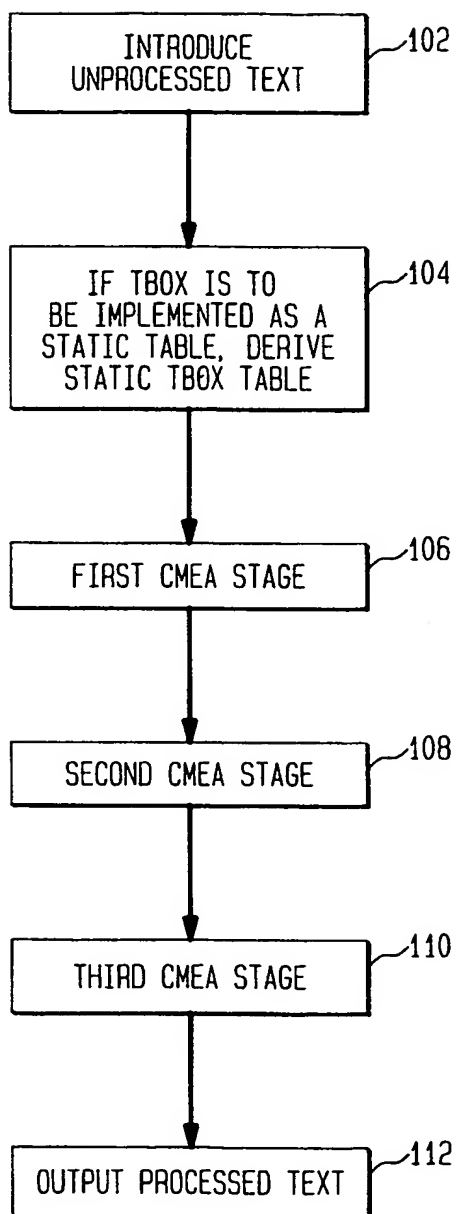 INTRODUCE
UNPROCESSED TEXT
102
IF TBOX IS TO
BE IMPLEMENTED AS A
STATIC TABLE, DERIVE
STATIC TBOX TABLE
104
FIRST CMEA STAGE
106
SECOND CMEA STAGE
108
THIRD CMEA STAGE
110
OUTPUT PROCESSED TEXT
112